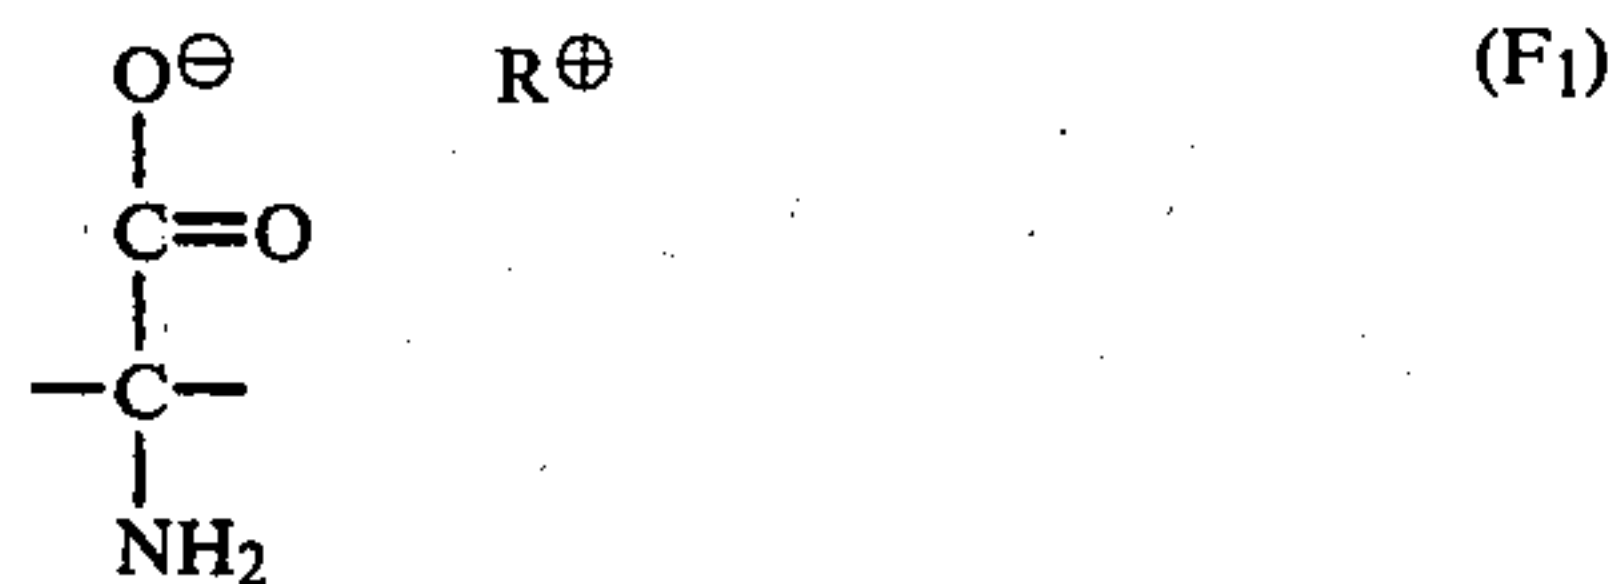 O⊖ R⊕ (F₁)
C=O
—C—
NH₂